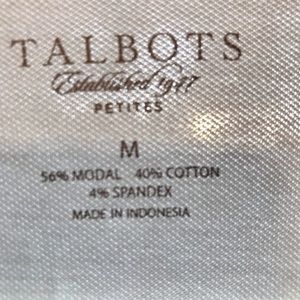 TALBOTS
Established 1947
PETITES
M
56% MODAL 40% COTTON
4% SPANDEX
MADE IN INDONESIA